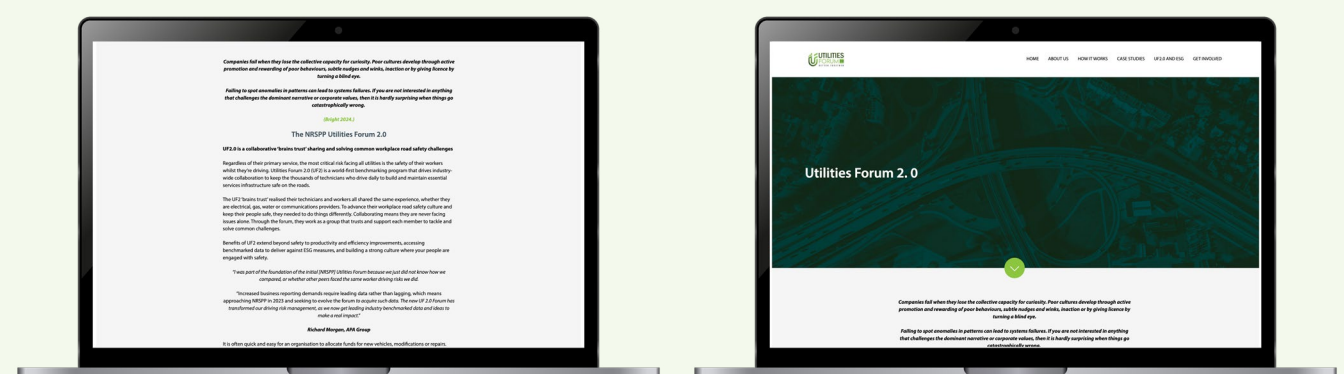 Companies fail when they lose the collective capacity for curiosity. Poor cultures develop through active
promotion and rewarding of poor behaviours, subtle nudges and winks, inaction or by giving licence by
turning a blind eye.
Failing to spot anomalies in patterns can lead to systems failures. If you are not interested in anything
that challenges the dominant narrative or corporate values, then it is hardly surprising when things go
catastrophically wrong.
(Bright 2024.)
The NRSPP Utilities Forum 2.0
UF2.0 is a collaborative 'brains trust' sharing and solving common workplace road safety challenges
Regardless of their primary service, the most critical risk facing all utilities is the safety of their workers
whilst they're driving. Utilities Forum 2.0 (UF2) is a world-first benchmarking program that drives industry-
wide collaboration to keep the thousands of technicians who drive daily to build and maintain essential
services infrastructure safe on the roads.
The UF2 'brains trust' realised their technicians and workers all shared the same experience, whether they
are electrical, gas, water or communications providers. To advance their workplace road safety culture and
keep their people safe, they needed to do things differently. Collaborating means they are never facing
issues alone. Through the forum, they work as a group that trusts and support each member to tackle and
solve common challenges.
Benefits of UF2 extend beyond safety to productivity and efficiency improvements, accessing
benchmarked data to deliver against ESG measures, and building a strong culture where your people are
engaged with safety.
"I was part of the foundation of the initial [NRSPP] Utilities Forum because we just did not know how we
compared, or whether other peers faced the same worker driving risks we did.
"Increased business reporting demands require leading data rather than lagging, which means
approaching NRSPP in 2023 and seeking to evolve the forum to acquire such data. The new UF 2.0 Forum has
transformed our driving risk management, as we now get leading industry benchmarked data and ideas to
make a real impact."
Richard Morgan, APA Group
It is often quick and easy for an organisation to allocate funds for new vehicles, modifications or repairs.
UTILITIES
FORUM
HOME ABOUT US HOW IT WORKS CASE STUDIES UF2.0 AND ESG GET INVOLVED
Utilities Forum 2. 0
Companies fail when they lose the collective capacity for curiosity. Poor cultures develop through active
promotion and rewarding of poor behaviours, subtle nudges and winks, inaction or by giving licence by
turning a blind eye.
Failing to spot anomalies in patterns can lead to systems failures. If you are not interested in anything
that challenges the dominant narrative or corporate values, then it is hardly surprising when things go
catastrophically wrong.